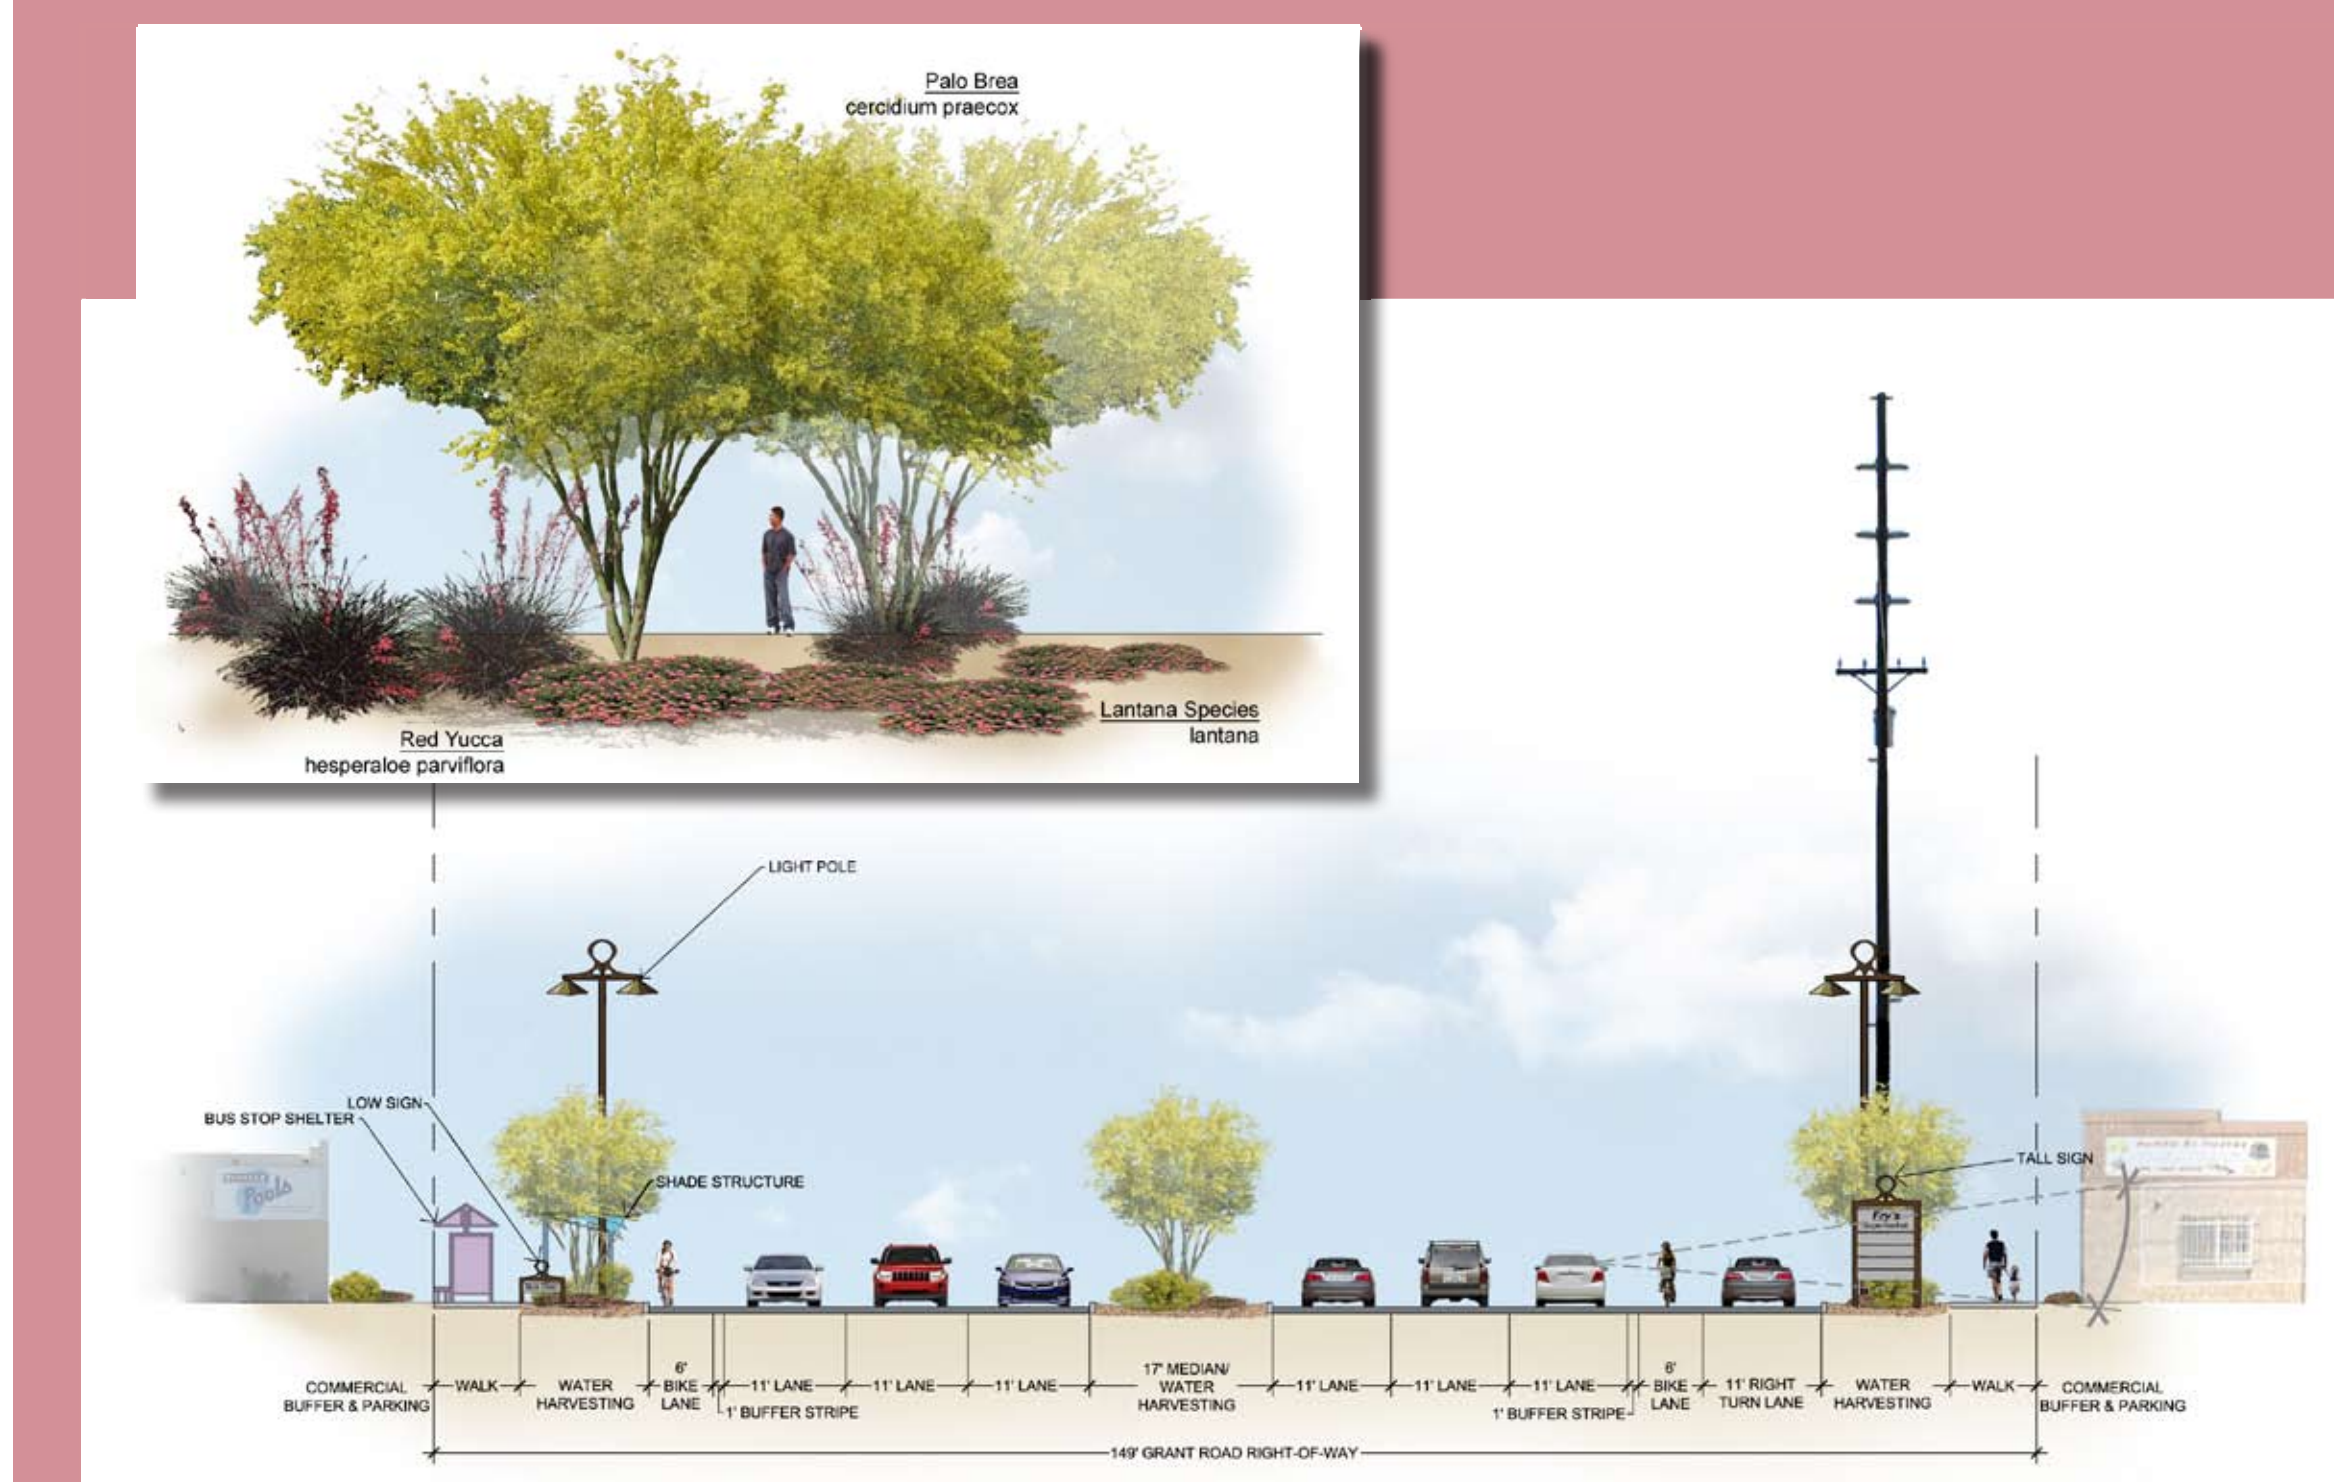 Palo Brea
cercidium praecox
Lantana Species
lantana
Red Yucca
hesperaloe parviflora
LIGHT POLE
LOW SIGN
BUS STOP SHELTER
SHADE STRUCTURE
TALL SIGN
Pools
Fry's
COMMERCIAL
BUFFER & PARKING
WALK
WATER
HARVESTING
6'
BIKE
LANE
1' BUFFER STRIPE
11' LANE
11' LANE
11' LANE
17' MEDIAN/
WATER
HARVESTING
11' LANE
11' LANE
11' LANE
1' BUFFER STRIPE
6'
BIKE
LANE
11' RIGHT
TURN LANE
WATER
HARVESTING
WALK
COMMERCIAL
BUFFER & PARKING
149' GRANT ROAD RIGHT-OF-WAY